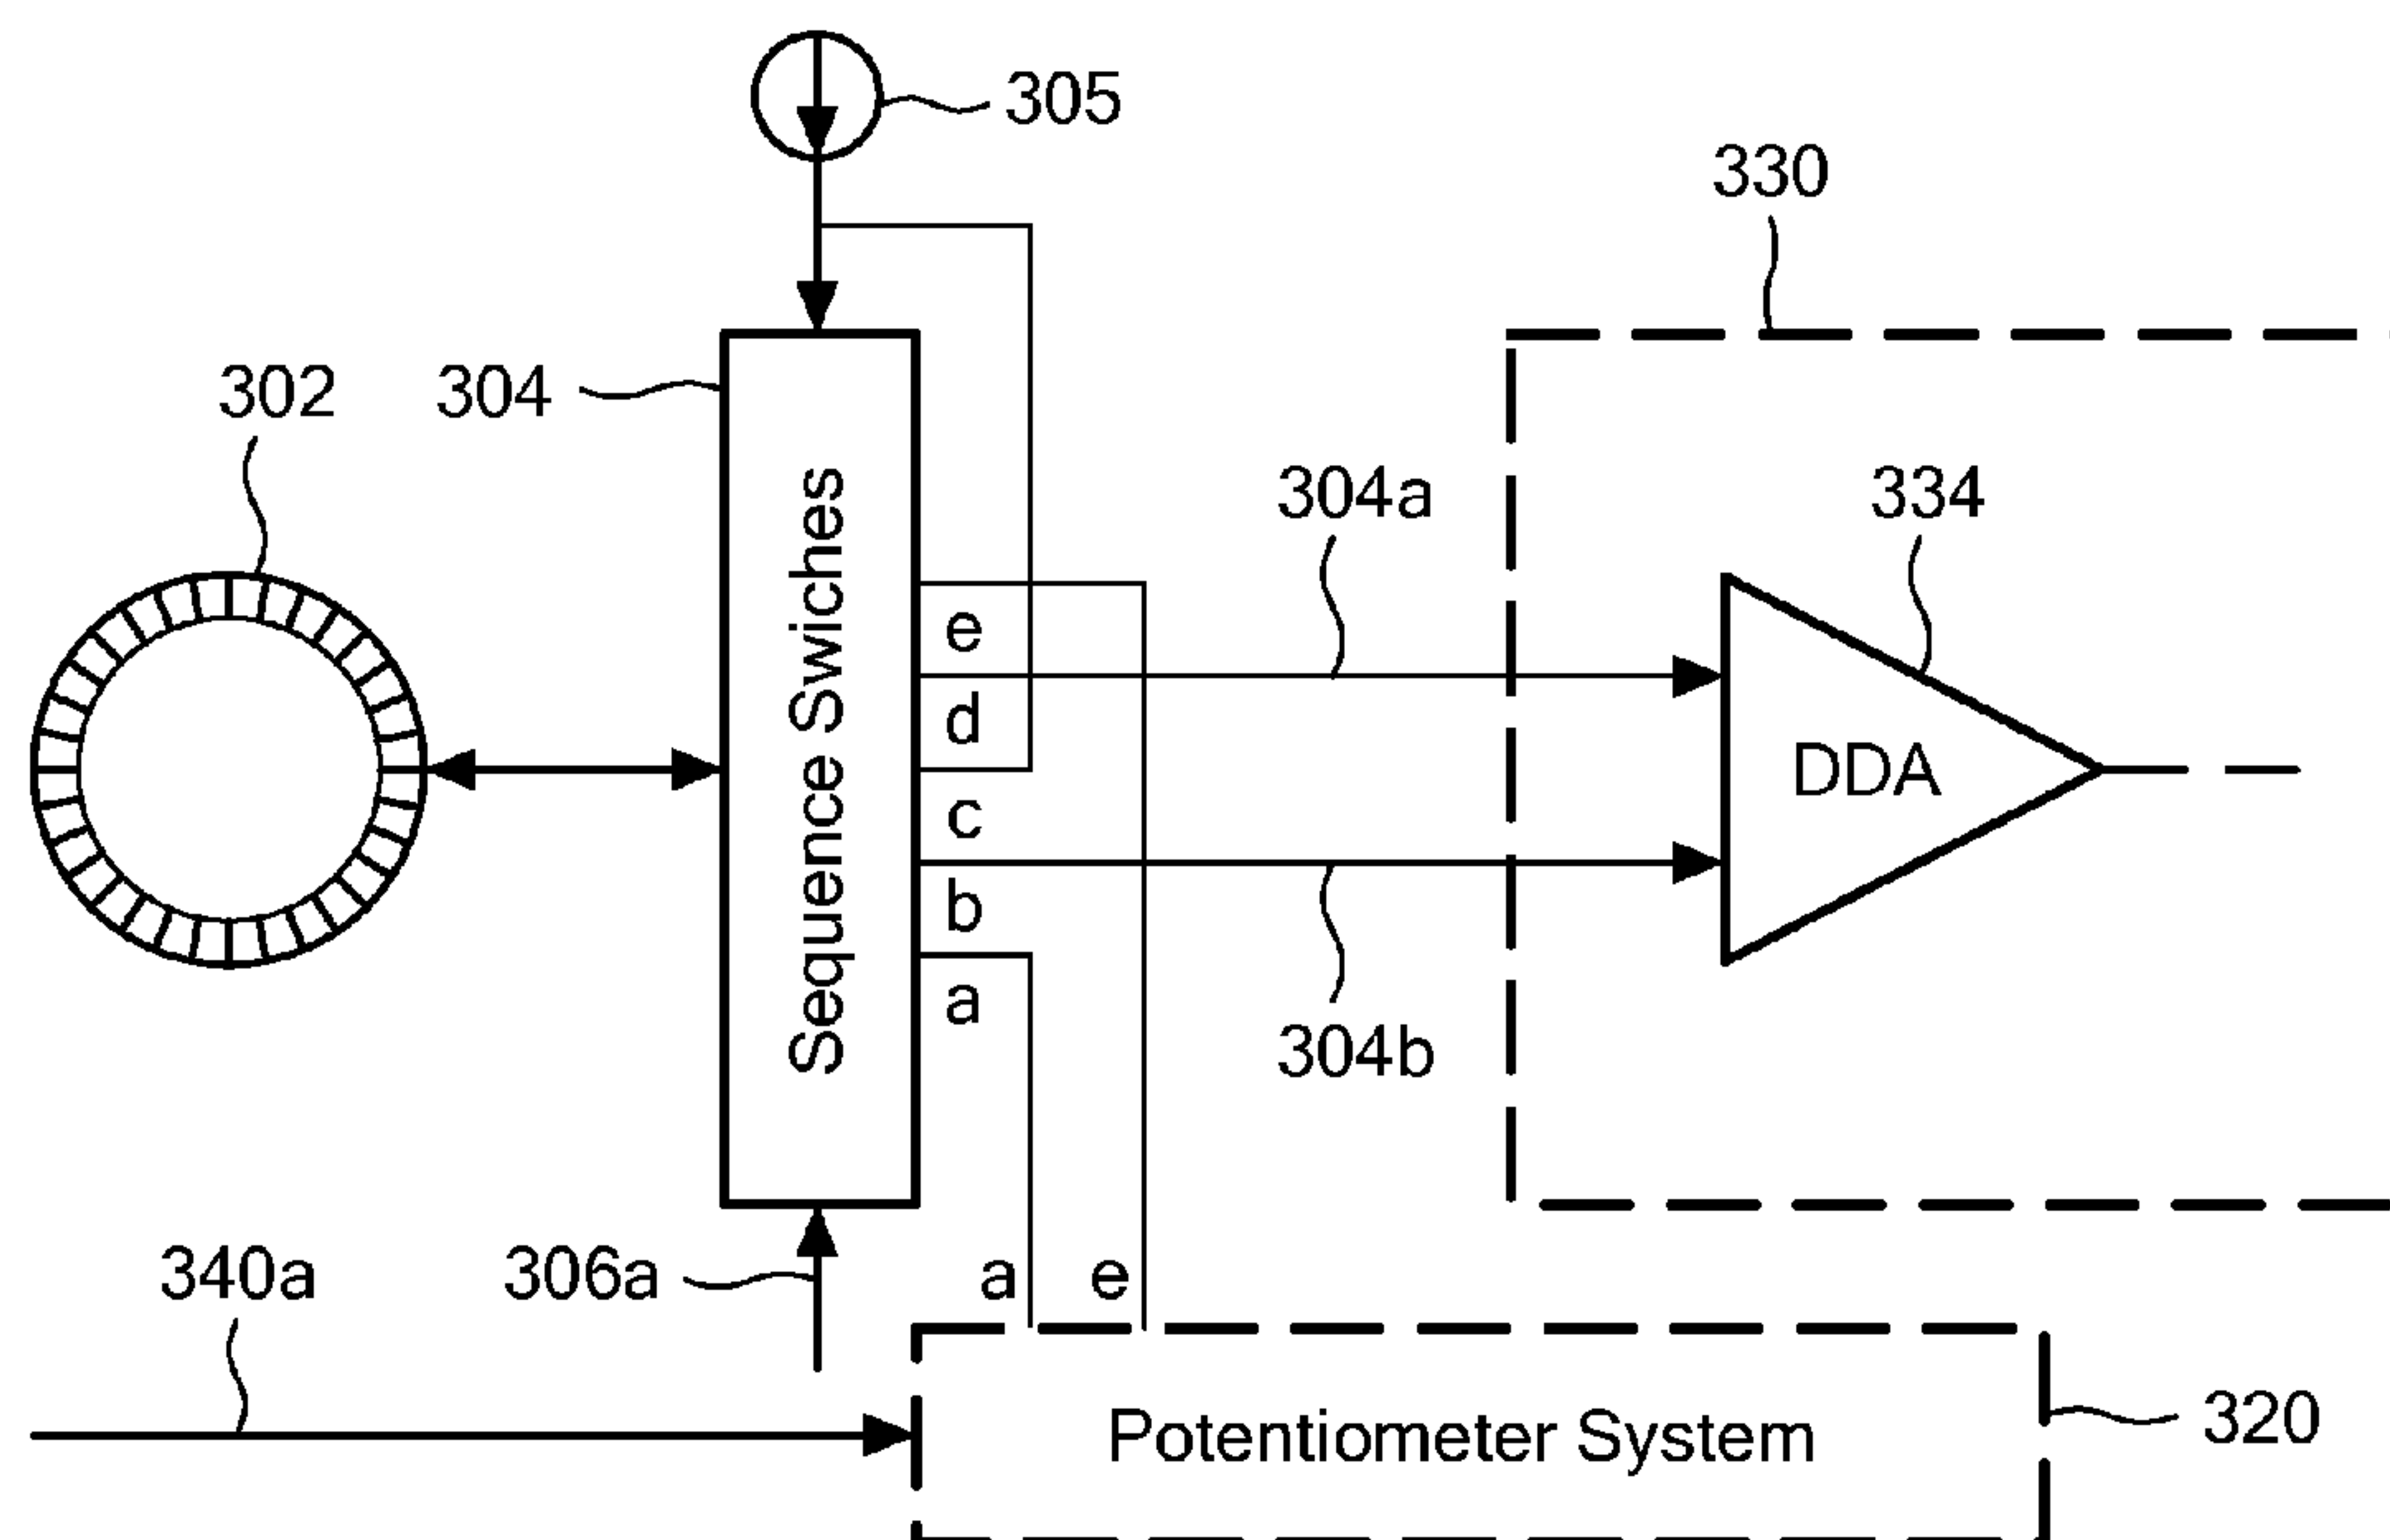 305
330
302
304
304a
334
Sequence Swiches
e
d
DDA
c
b
a
304b
340a
306a
a
e
Potentiometer System
320